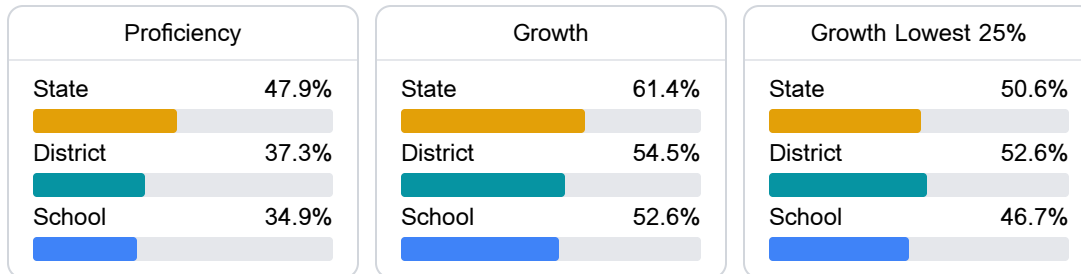 Proficiency
State 47.9%
District 37.3%
School 34.9%
Growth
State 61.4%
District 54.5%
School 52.6%
Growth Lowest 25%
State 50.6%
District 52.6%
School 46.7%